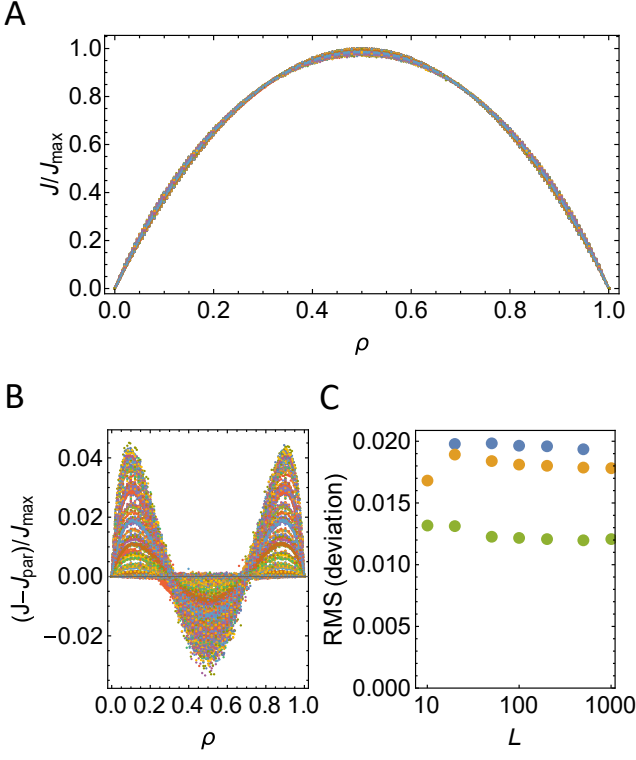 A
J/J_max
1.0
0.8
0.6
0.4
0.2
0.0
0.0 0.2 0.4 0.6 0.8 1.0
ρ
B
(J−J_par)/J_max
0.04
0.02
0.00
−0.02
0.0 0.2 0.4 0.6 0.8 1.0
ρ
C
RMS (deviation)
0.020
0.015
0.010
0.005
0.000
10 100 1000
L